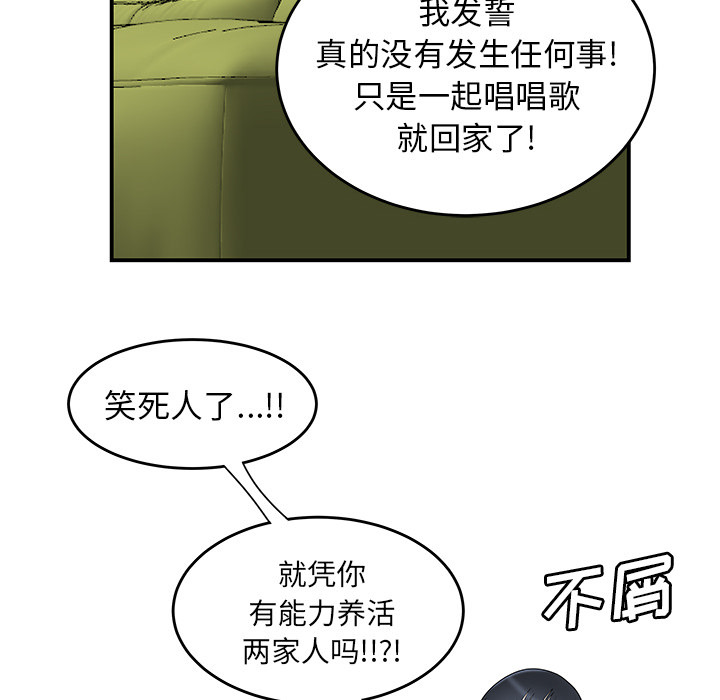 我发誓
真的没有发生任何事!
只是一起唱唱歌
就回家了!
笑死人了...!!
就凭你
有能力养活
两家人吗!!?!
不屑